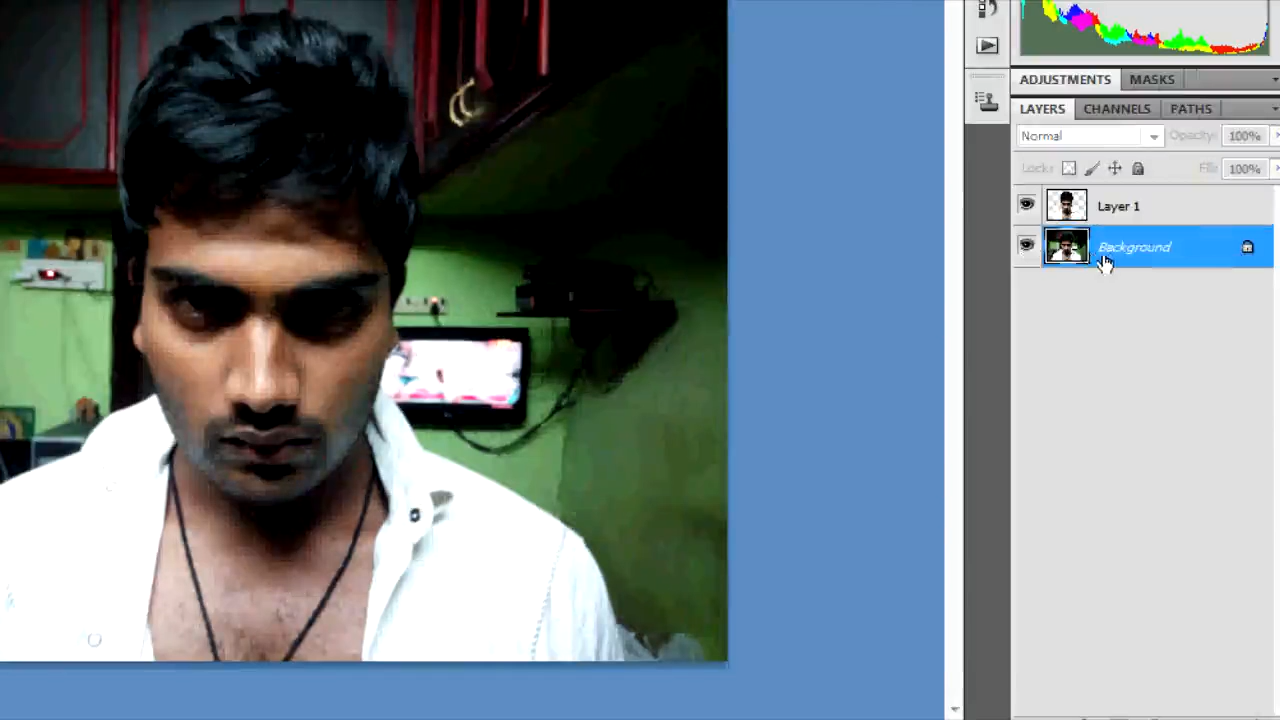 ADJUSTMENTS MASKS
LAYERS CHANNELS PATHS
Normal Opacity: 100%
Lock: Fill: 100%
Layer 1
Background